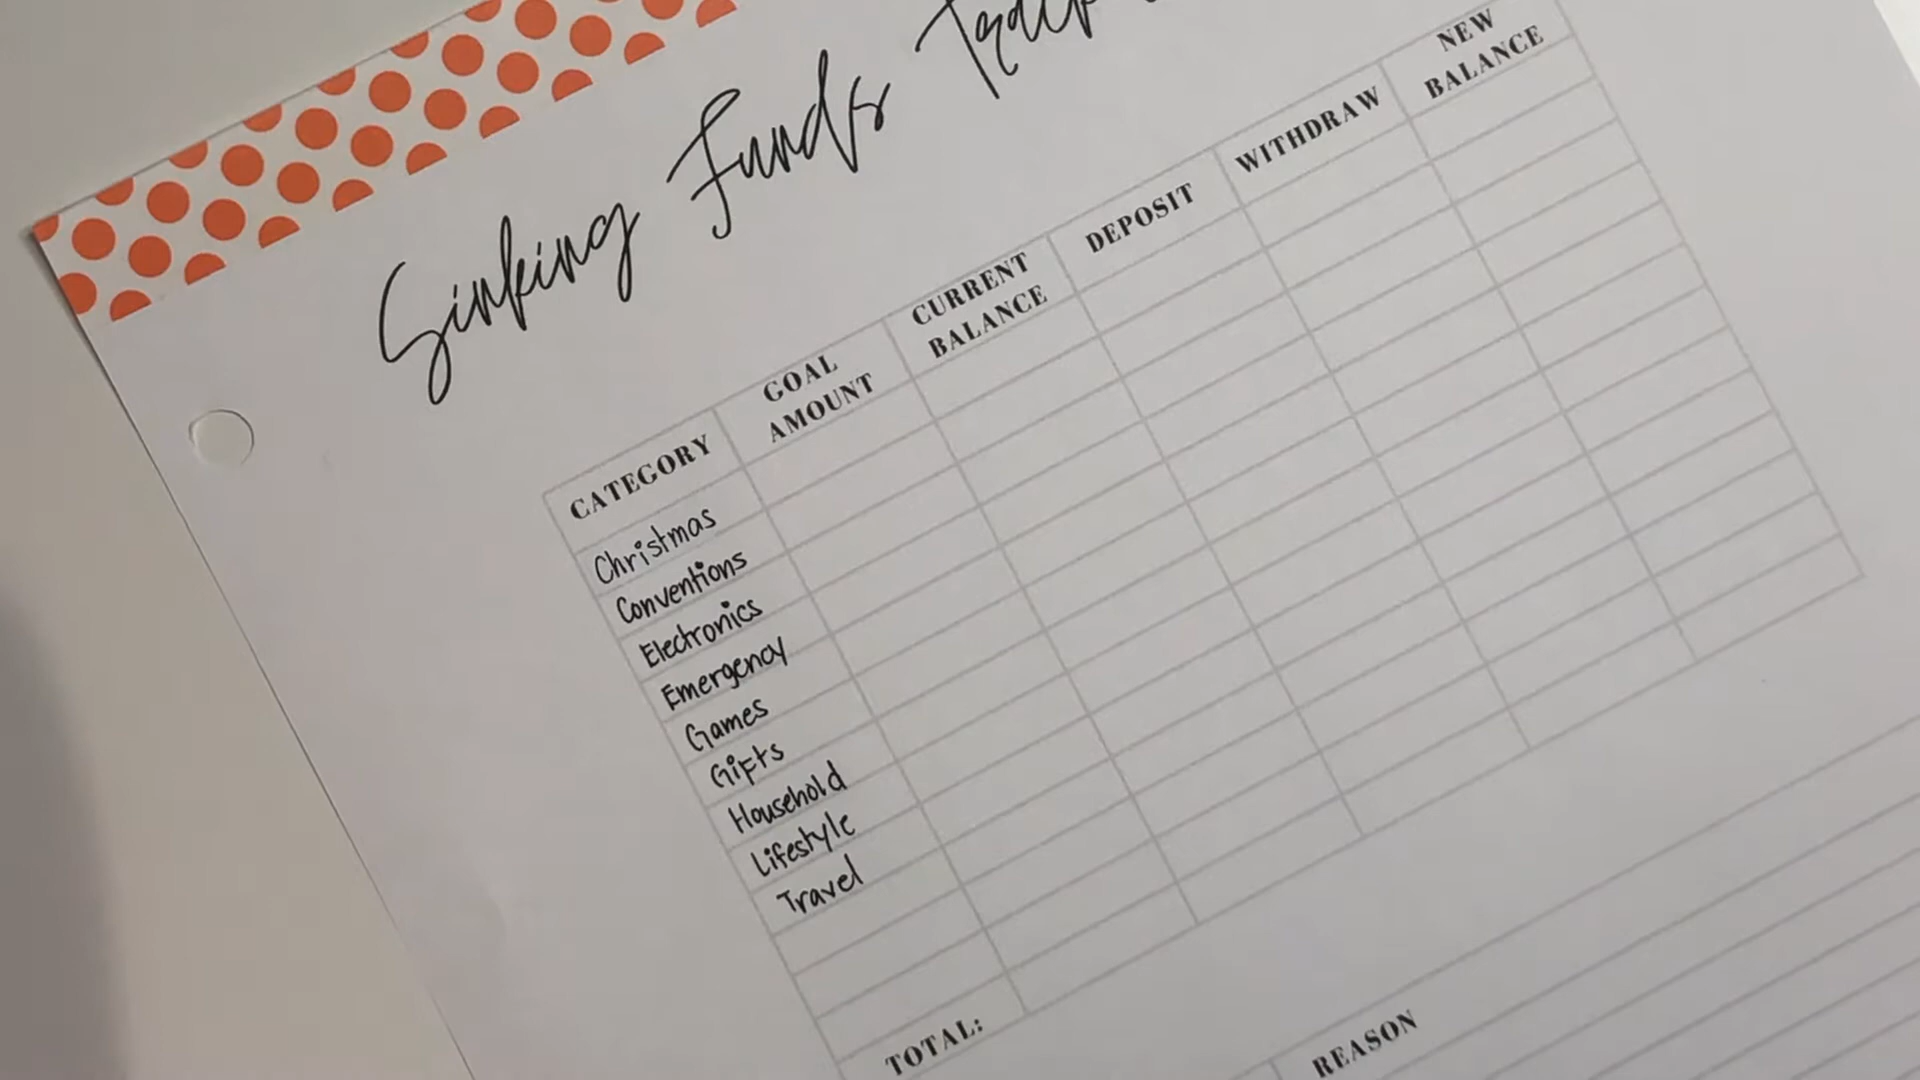 Sinking Funds
CATEGORY
GOAL
AMOUNT
CURRENT
BALANCE
DEPOSIT
WITHDRAW
NEW
BALANCE
Christmas
Conventions
Electronics
Emergency
Games
Gifts
Household
Lifestyle
Travel
TOTAL:
REASON